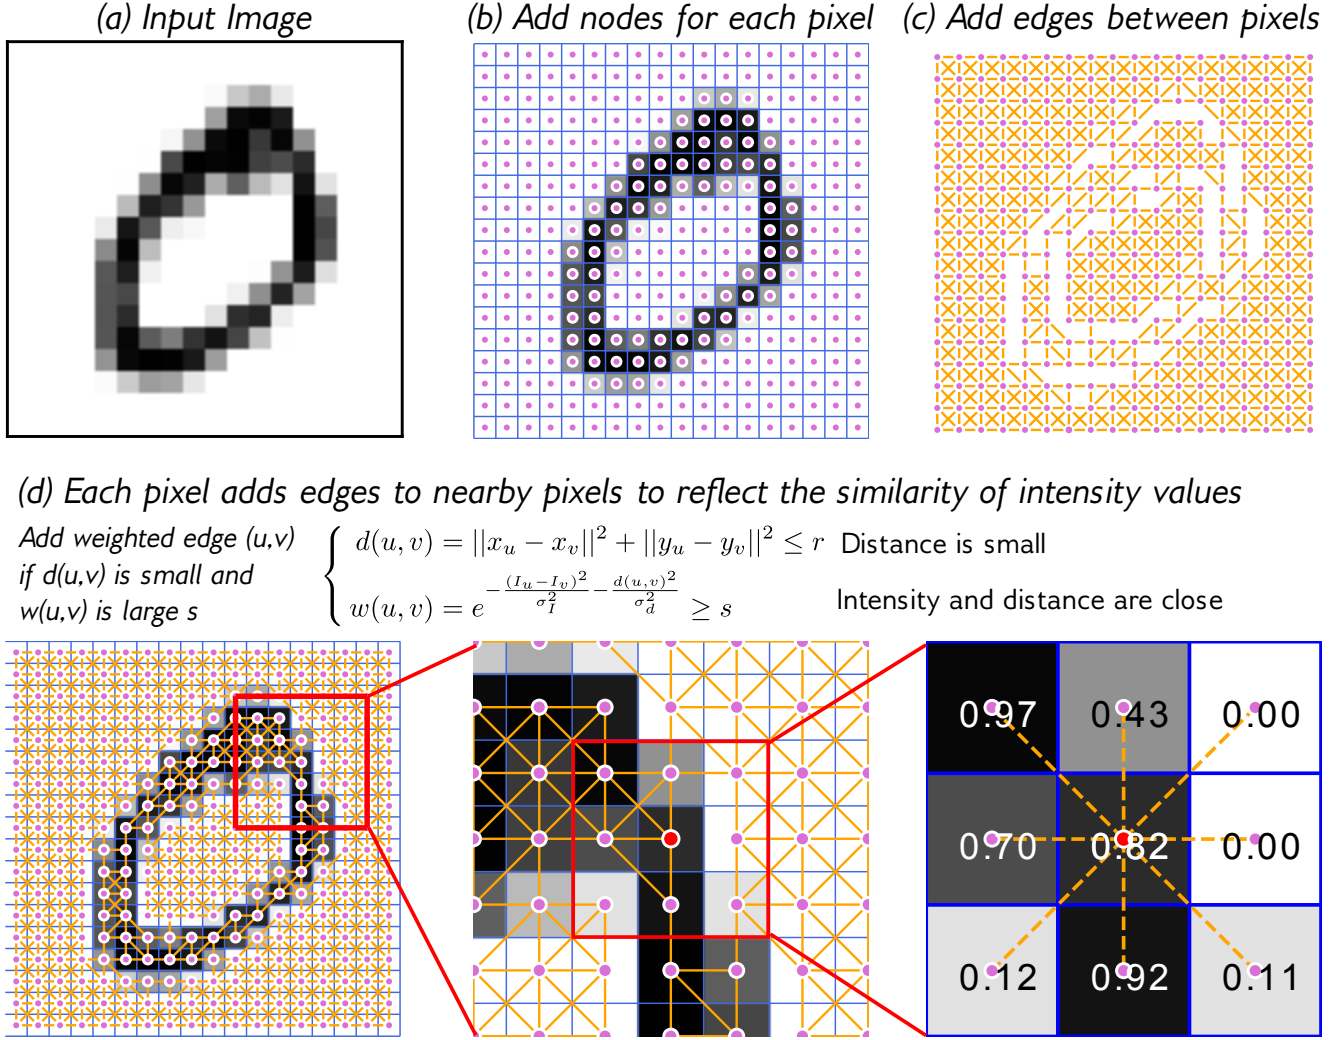 (a) Input Image
(b) Add nodes for each pixel
(c) Add edges between pixels
(d) Each pixel adds edges to nearby pixels to reflect the similarity of intensity values
Add weighted edge (u,v)
if d(u,v) is small and
w(u,v) is large s
d(u, v) = ||x_u − x_v||^2 + ||y_u − y_v||^2 ≤ r
Distance is small
w(u, v) = e^{−\frac{(I_u−I_v)^2}{σ_I^2}−\frac{d(u,v)^2}{σ_d^2}} ≥ s
Intensity and distance are close
0.97 0.43 0.00
0.70 0.82 0.00
0.12 0.92 0.11